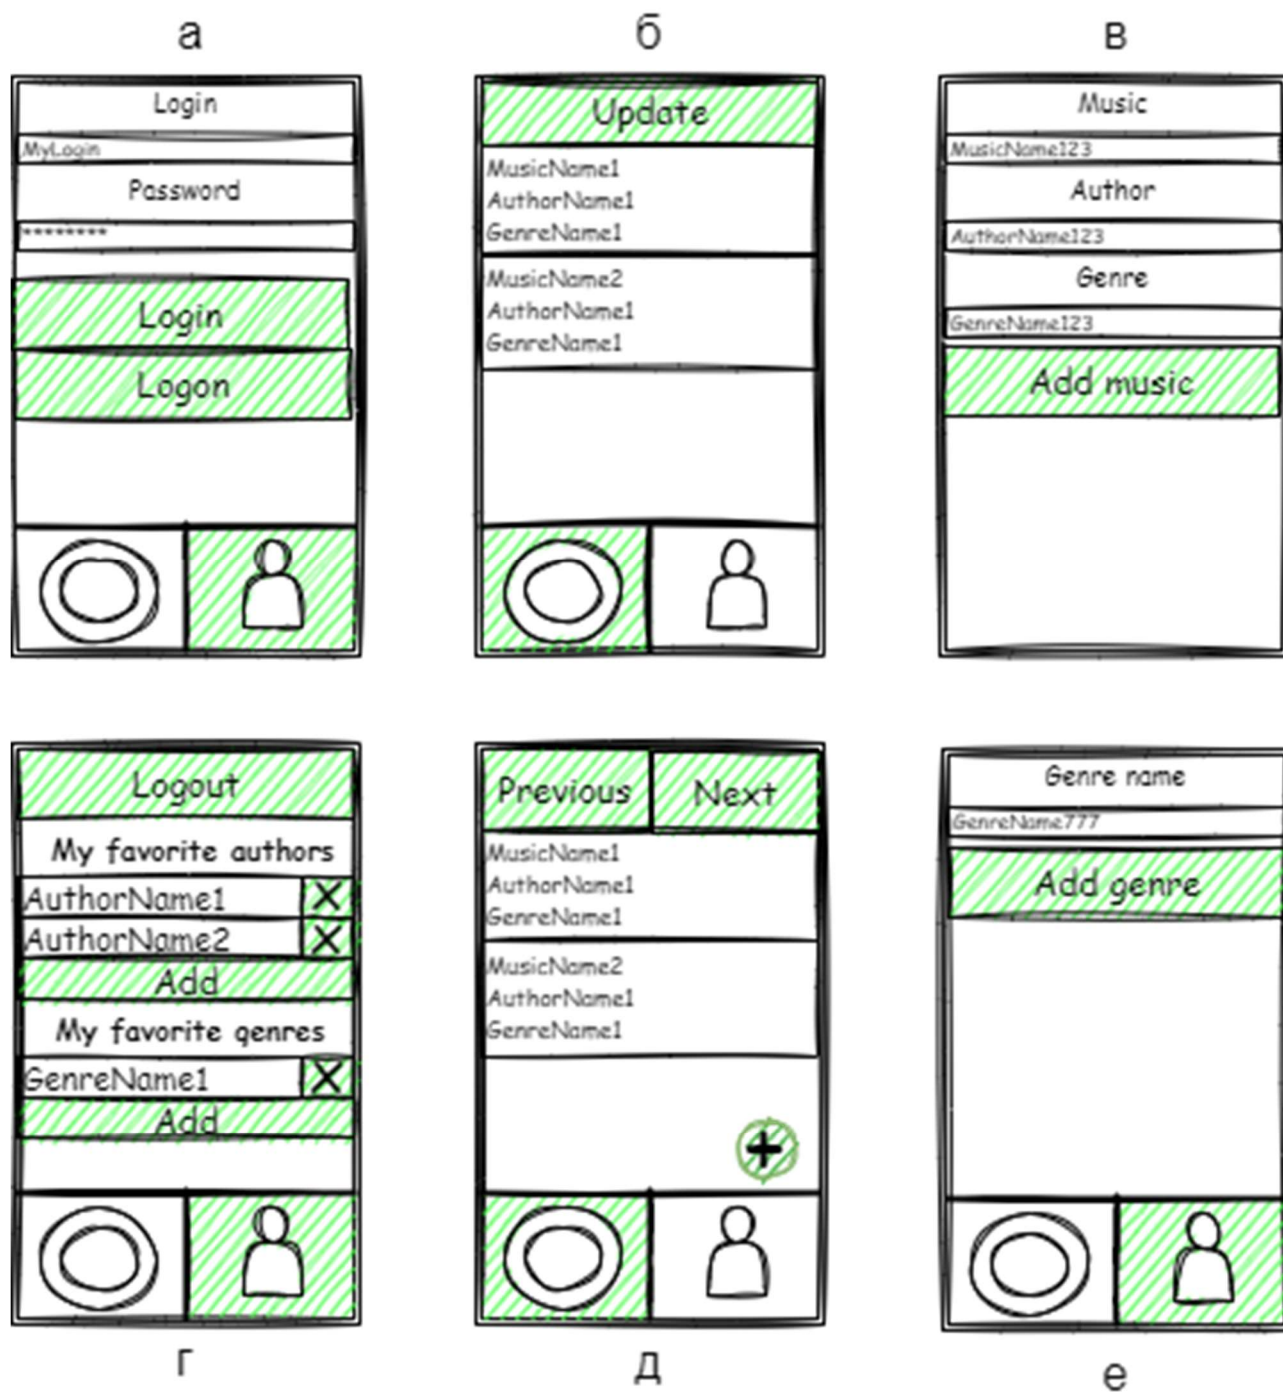 а
Login
MyLogin
Password
********
Login
Logon
б
Update
MusicName1
AuthorName1
GenreName1
MusicName2
AuthorName1
GenreName1
в
Music
MusicName123
Author
AuthorName123
Genre
GenreName123
Add music
Logout
My favorite authors
AuthorName1 X
AuthorName2 X
Add
My favorite genres
GenreName1 X
Add
г
Previous Next
MusicName1
AuthorName1
GenreName1
MusicName2
AuthorName1
GenreName1
+
д
Genre name
GenreName777
Add genre
е